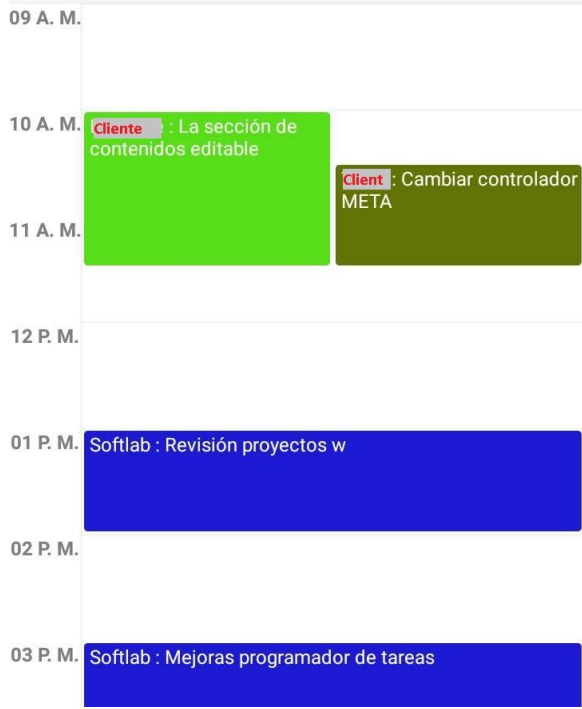 09 A. M.
10 A. M.
Cliente : La sección de
contenidos editable
Client : Cambiar controlador
META
11 A. M.
12 P. M.
01 P. M.
Softlab : Revisión proyectos w
02 P. M.
03 P. M.
Softlab : Mejoras programador de tareas